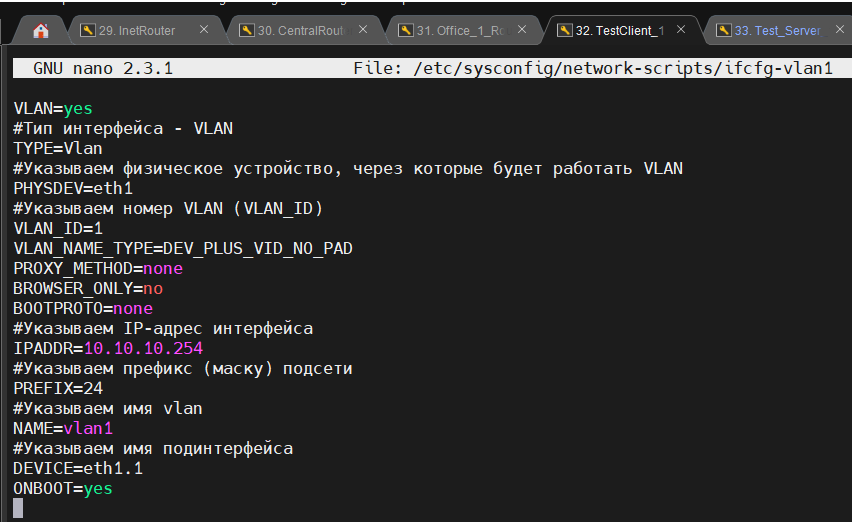 29. InetRouter
30. CentralRout
31. Office_1_Ro
32. TestClient_1
33. Test_Server
GNU nano 2.3.1 File: /etc/sysconfig/network-scripts/ifcfg-vlan1
VLAN=yes
#Тип интерфейса - VLAN
TYPE=Vlan
#Указываем физическое устройство, через которые будет работать VLAN
PHYSDEV=eth1
#Указываем номер VLAN (VLAN_ID)
VLAN_ID=1
VLAN_NAME_TYPE=DEV_PLUS_VID_NO_PAD
PROXY_METHOD=none
BROWSER_ONLY=no
BOOTPROTO=none
#Указываем IP-адрес интерфейса
IPADDR=10.10.10.254
#Указываем префикс (маску) подсети
PREFIX=24
#Указываем имя vlan
NAME=vlan1
#Указываем имя подинтерфейса
DEVICE=eth1.1
ONBOOT=yes